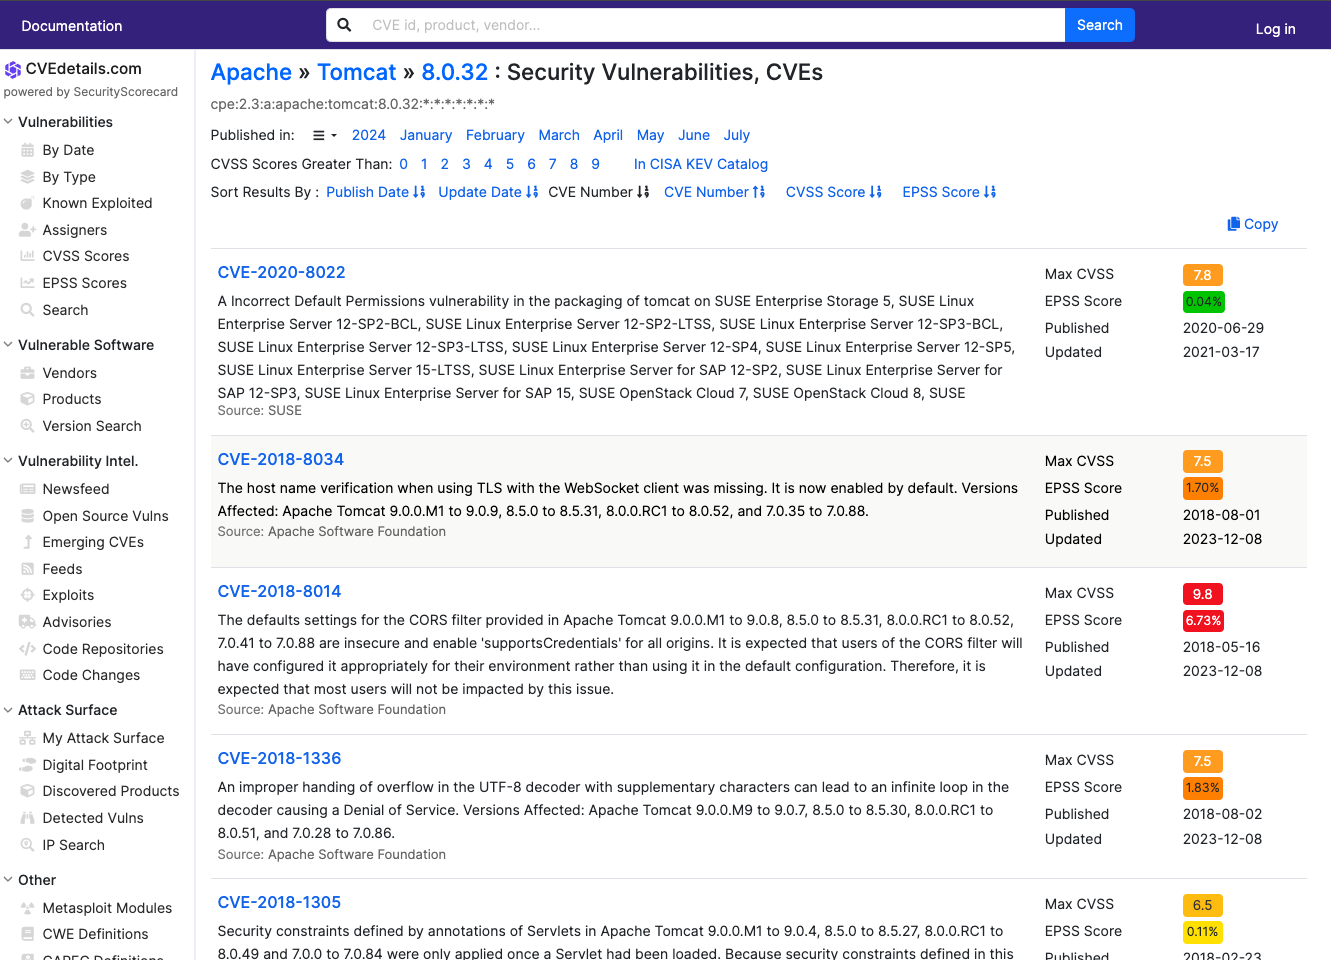 Documentation
CVE id, product, vendor...
Search
Log in
CVEdetails.com
powered by SecurityScorecard
Vulnerabilities
By Date
By Type
Known Exploited
Assigners
CVSS Scores
EPSS Scores
Search
Vulnerable Software
Vendors
Products
Version Search
Vulnerability Intel.
Newsfeed
Open Source Vulns
Emerging CVEs
Feeds
Exploits
Advisories
Code Repositories
Code Changes
Attack Surface
My Attack Surface
Digital Footprint
Discovered Products
Detected Vulns
IP Search
Other
Metasploit Modules
CWE Definitions
CAPEC Definitions
Apache » Tomcat » 8.0.32 : Security Vulnerabilities, CVEs
cpe:2.3:a:apache:tomcat:8.0.32:*:*:*:*:*:*:*
Published in: 2024 January February March April May June July
CVSS Scores Greater Than: 0 1 2 3 4 5 6 7 8 9 In CISA KEV Catalog
Sort Results By : Publish Date Update Date CVE Number CVE Number CVSS Score EPSS Score
Copy
CVE-2020-8022
A Incorrect Default Permissions vulnerability in the packaging of tomcat on SUSE Enterprise Storage 5, SUSE Linux
Enterprise Server 12-SP2-BCL, SUSE Linux Enterprise Server 12-SP2-LTSS, SUSE Linux Enterprise Server 12-SP3-BCL,
SUSE Linux Enterprise Server 12-SP3-LTSS, SUSE Linux Enterprise Server 12-SP4, SUSE Linux Enterprise Server 12-SP5,
SUSE Linux Enterprise Server 15-LTSS, SUSE Linux Enterprise Server for SAP 12-SP2, SUSE Linux Enterprise Server for
SAP 12-SP3, SUSE Linux Enterprise Server for SAP 15, SUSE OpenStack Cloud 7, SUSE OpenStack Cloud 8, SUSE
Source: SUSE
Max CVSS 7.8
EPSS Score 0.04%
Published 2020-06-29
Updated 2021-03-17
CVE-2018-8034
The host name verification when using TLS with the WebSocket client was missing. It is now enabled by default. Versions
Affected: Apache Tomcat 9.0.0.M1 to 9.0.9, 8.5.0 to 8.5.31, 8.0.0.RC1 to 8.0.52, and 7.0.35 to 7.0.88.
Source: Apache Software Foundation
Max CVSS 7.5
EPSS Score 1.70%
Published 2018-08-01
Updated 2023-12-08
CVE-2018-8014
The defaults settings for the CORS filter provided in Apache Tomcat 9.0.0.M1 to 9.0.8, 8.5.0 to 8.5.31, 8.0.0.RC1 to 8.0.52,
7.0.41 to 7.0.88 are insecure and enable 'supportsCredentials' for all origins. It is expected that users of the CORS filter will
have configured it appropriately for their environment rather than using it in the default configuration. Therefore, it is
expected that most users will not be impacted by this issue.
Source: Apache Software Foundation
Max CVSS 9.8
EPSS Score 6.73%
Published 2018-05-16
Updated 2023-12-08
CVE-2018-1336
An improper handing of overflow in the UTF-8 decoder with supplementary characters can lead to an infinite loop in the
decoder causing a Denial of Service. Versions Affected: Apache Tomcat 9.0.0.M9 to 9.0.7, 8.5.0 to 8.5.30, 8.0.0.RC1 to
8.0.51, and 7.0.28 to 7.0.86.
Source: Apache Software Foundation
Max CVSS 7.5
EPSS Score 1.83%
Published 2018-08-02
Updated 2023-12-08
CVE-2018-1305
Security constraints defined by annotations of Servlets in Apache Tomcat 9.0.0.M1 to 9.0.4, 8.5.0 to 8.5.27, 8.0.0.RC1 to
8.0.49 and 7.0.0 to 7.0.84 were only applied once a Servlet had been loaded. Because security constraints defined in this
Max CVSS 6.5
EPSS Score 0.11%
Published 2018-02-23